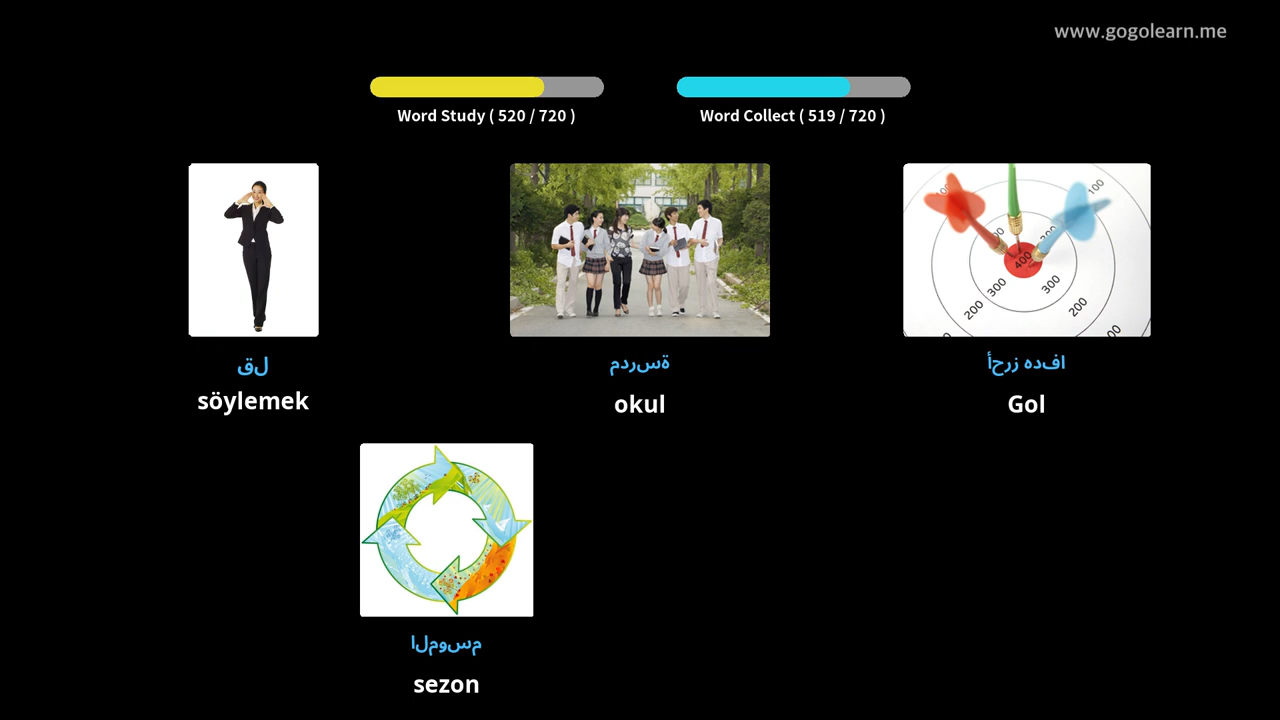 www.gogolearn.me
Word Study ( 520 / 720 )
Word Collect ( 519 / 720 )
لق
söylemek
ةسردم
okul
افده زرحأ
Gol
مسوملا
sezon